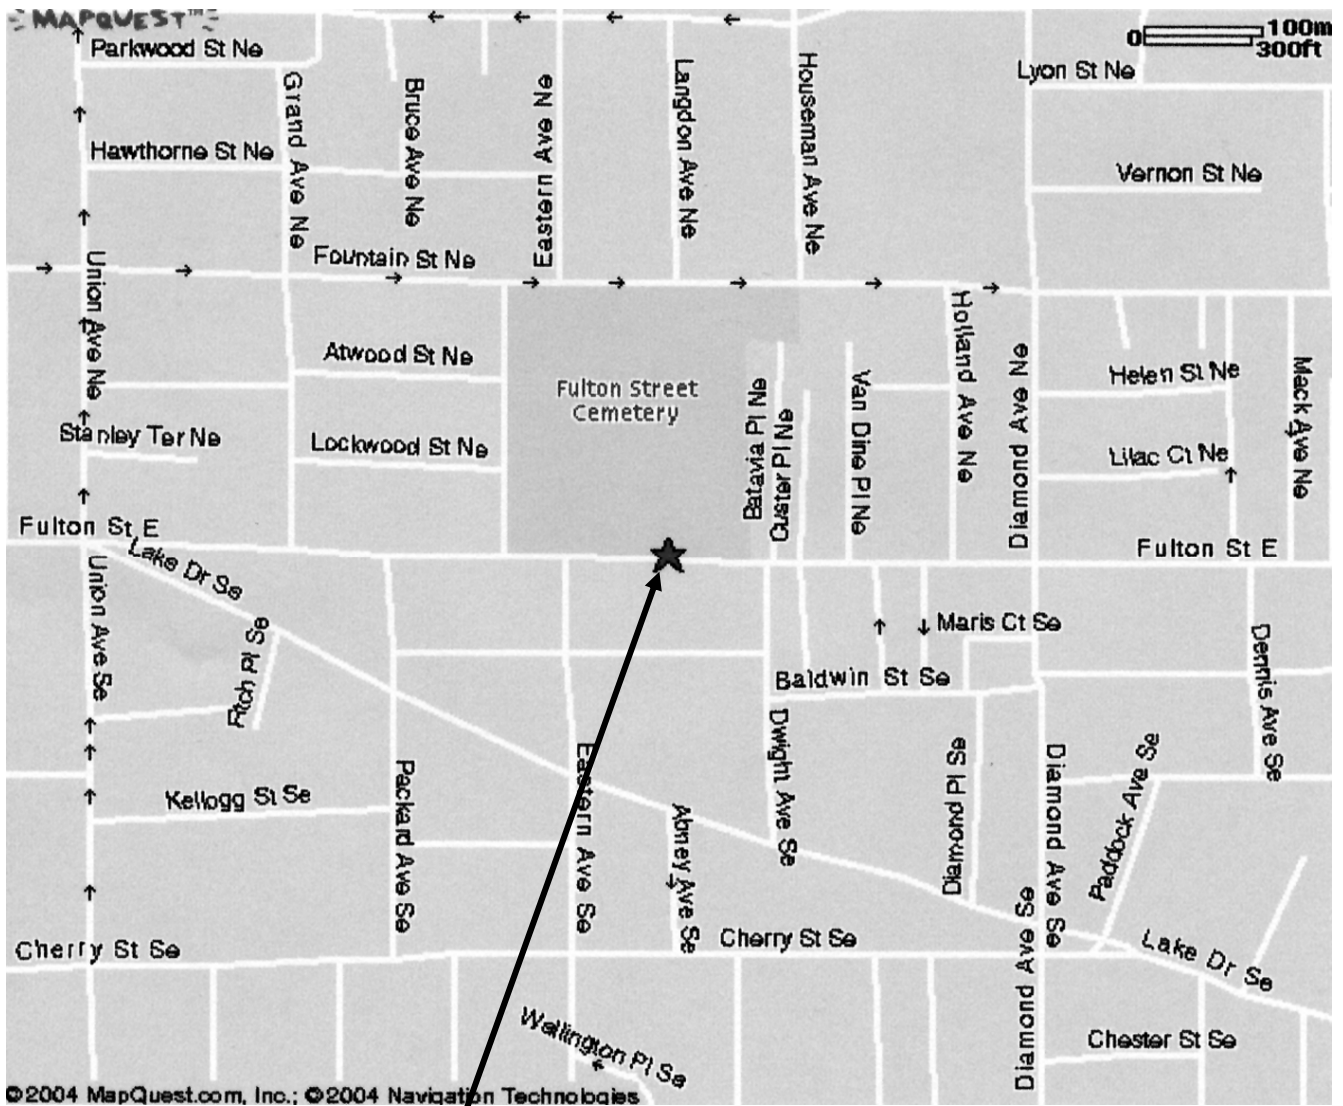 MAPQUEST™
0 100m
300ft
Parkwood St Ne
Lyon St Ne
Grand Ave Ne
Bruce Ave Ne
Eastern Ave Ne
Langdon Ave Ne
Houseman Ave Ne
Hawthorne St Ne
Vernon St Ne
Fountain St Ne
Union Ave Ne
Holland Ave Ne
Diamond Ave Ne
Atwood St Ne
Helen St Ne
Mack Ave Ne
Fulton Street
Cemetery
Batavia Pl Ne
Custer Pl Ne
Van Dine Pl Ne
Stanley Ter Ne
Lockwood St Ne
Lilac Ct Ne
Fulton St E
Fulton St E
Lake Dr Se
Union Ave Se
Fitch Pl Se
Maris Ct Se
Dennis Ave Se
Baldwin St Se
Dwight Ave Se
Diamond Pl Se
Diamond Ave Se
Paddock Ave Se
Eastern Ave Se
Packard Ave Se
Kellogg St Se
Abney Ave Se
Cherry St Se
Cherry St Se
Diamond Ave Se
Lake Dr Se
Wellington Pl Se
Chester St Se
©2004 MapQuest.com, Inc.; ©2004 Navigation Technologies